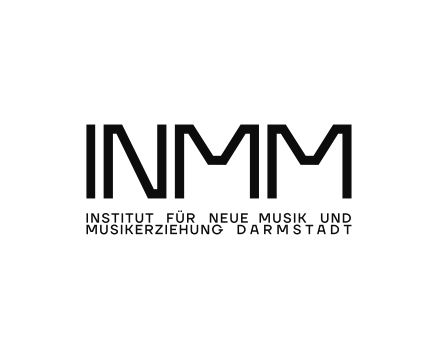 INMM
INSTITUT FÜR NEUE MUSIK UND
MUSIKERZIEHUNG DARMSTADT